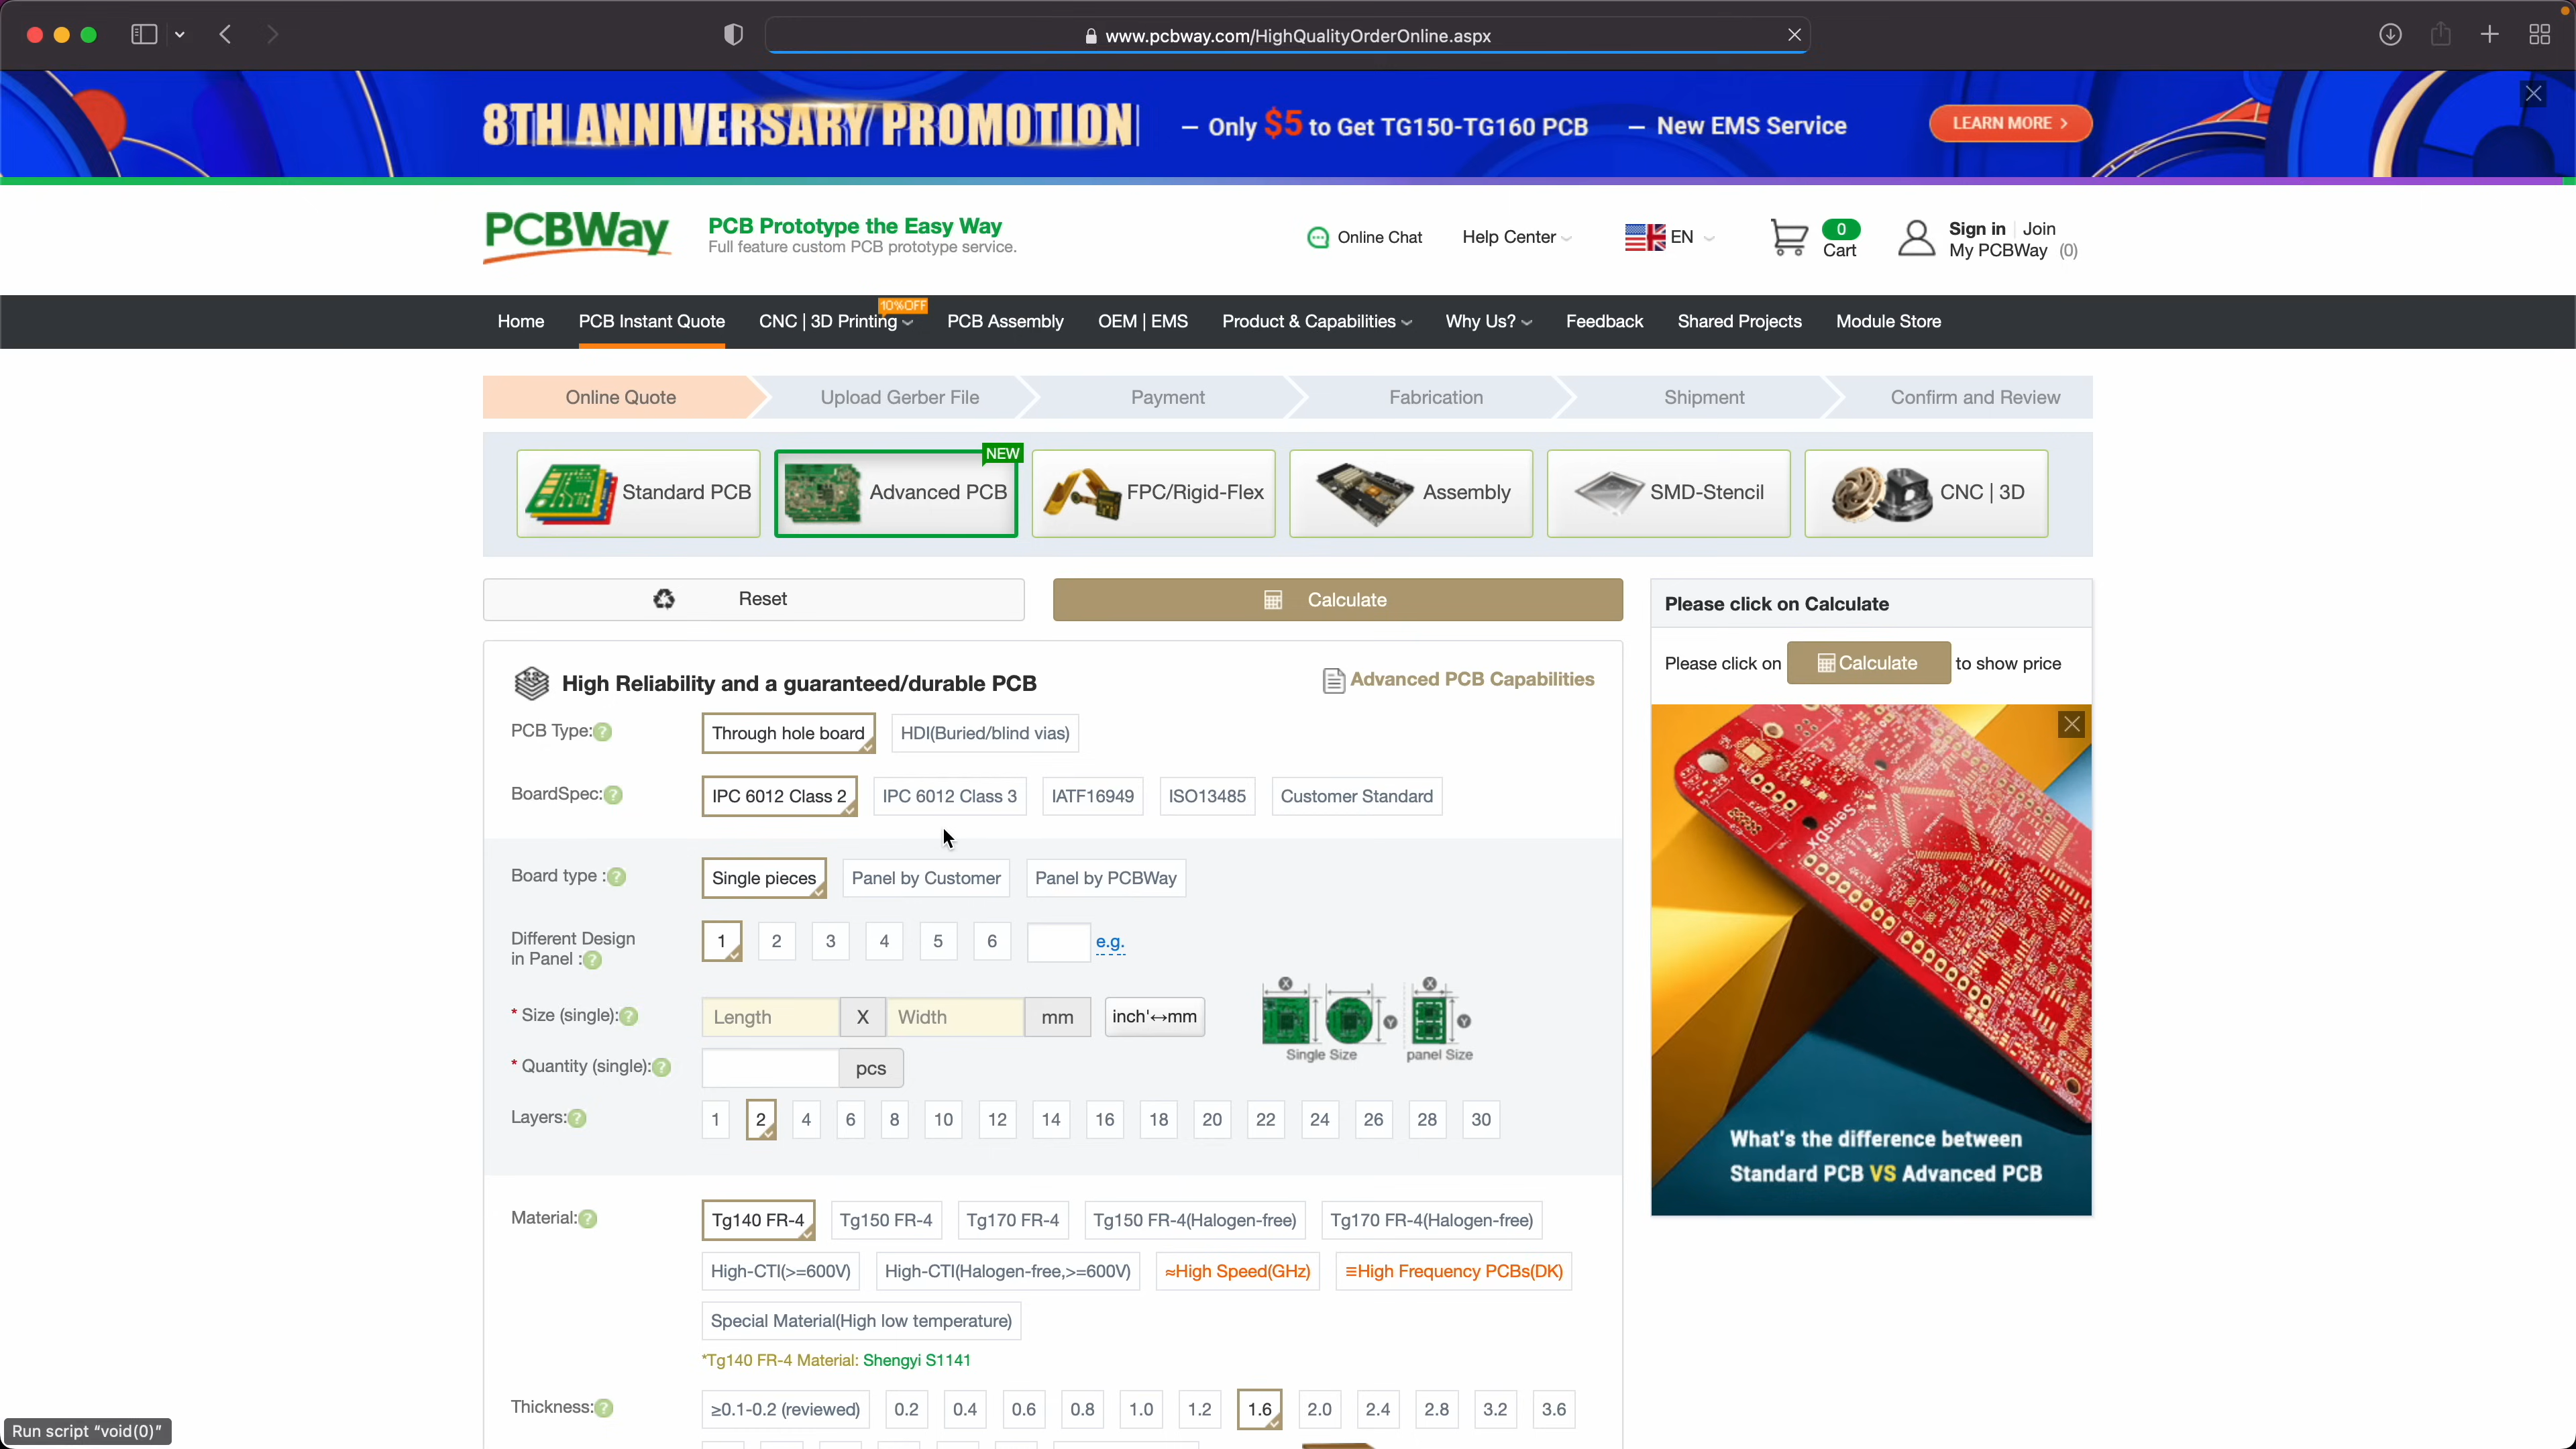 www.pcbway.com/HighQualityOrderOnline.aspx
8TH ANNIVERSARY PROMOTION
— Only $5 to Get TG150-TG160 PCB
— New EMS Service
LEARN MORE >
PCBWay
PCB Prototype the Easy Way
Full feature custom PCB prototype service.
Online Chat
Help Center
EN
0
Cart
Sign in
Join
My PCBWay (0)
10%OFF
Home
PCB Instant Quote
CNC | 3D Printing
PCB Assembly
OEM | EMS
Product & Capabilities
Why Us?
Feedback
Shared Projects
Module Store
Online Quote
Upload Gerber File
Payment
Fabrication
Shipment
Confirm and Review
NEW
Standard PCB
Advanced PCB
FPC/Rigid-Flex
Assembly
SMD-Stencil
CNC | 3D
Reset
Calculate
Please click on Calculate
Please click on Calculate to show price
High Reliability and a guaranteed/durable PCB
Advanced PCB Capabilities
PCB Type:?
Through hole board
HDI(Buried/blind vias)
BoardSpec:?
IPC 6012 Class 2
IPC 6012 Class 3
IATF16949
ISO13485
Customer Standard
Board type :?
Single pieces
Panel by Customer
Panel by PCBWay
Different Design
in Panel :?
1 2 3 4 5 6 e.g.
* Size (single):?
Length X Width mm inch'↔mm
X X
Y Y
Single Size panel Size
* Quantity (single):?
pcs
Layers:?
1 2 4 6 8 10 12 14 16 18 20 22 24 26 28 30
SensDx
What's the difference between
Standard PCB VS Advanced PCB
Material:?
Tg140 FR-4
Tg150 FR-4
Tg170 FR-4
Tg150 FR-4(Halogen-free)
Tg170 FR-4(Halogen-free)
High-CTI(>=600V)
High-CTI(Halogen-free,>=600V)
≈High Speed(GHz)
≡High Frequency PCBs(DK)
Special Material(High low temperature)
*Tg140 FR-4 Material: Shengyi S1141
Thickness:?
≥0.1-0.2 (reviewed) 0.2 0.4 0.6 0.8 1.0 1.2 1.6 2.0 2.4 2.8 3.2 3.6
Run script “void(0)”